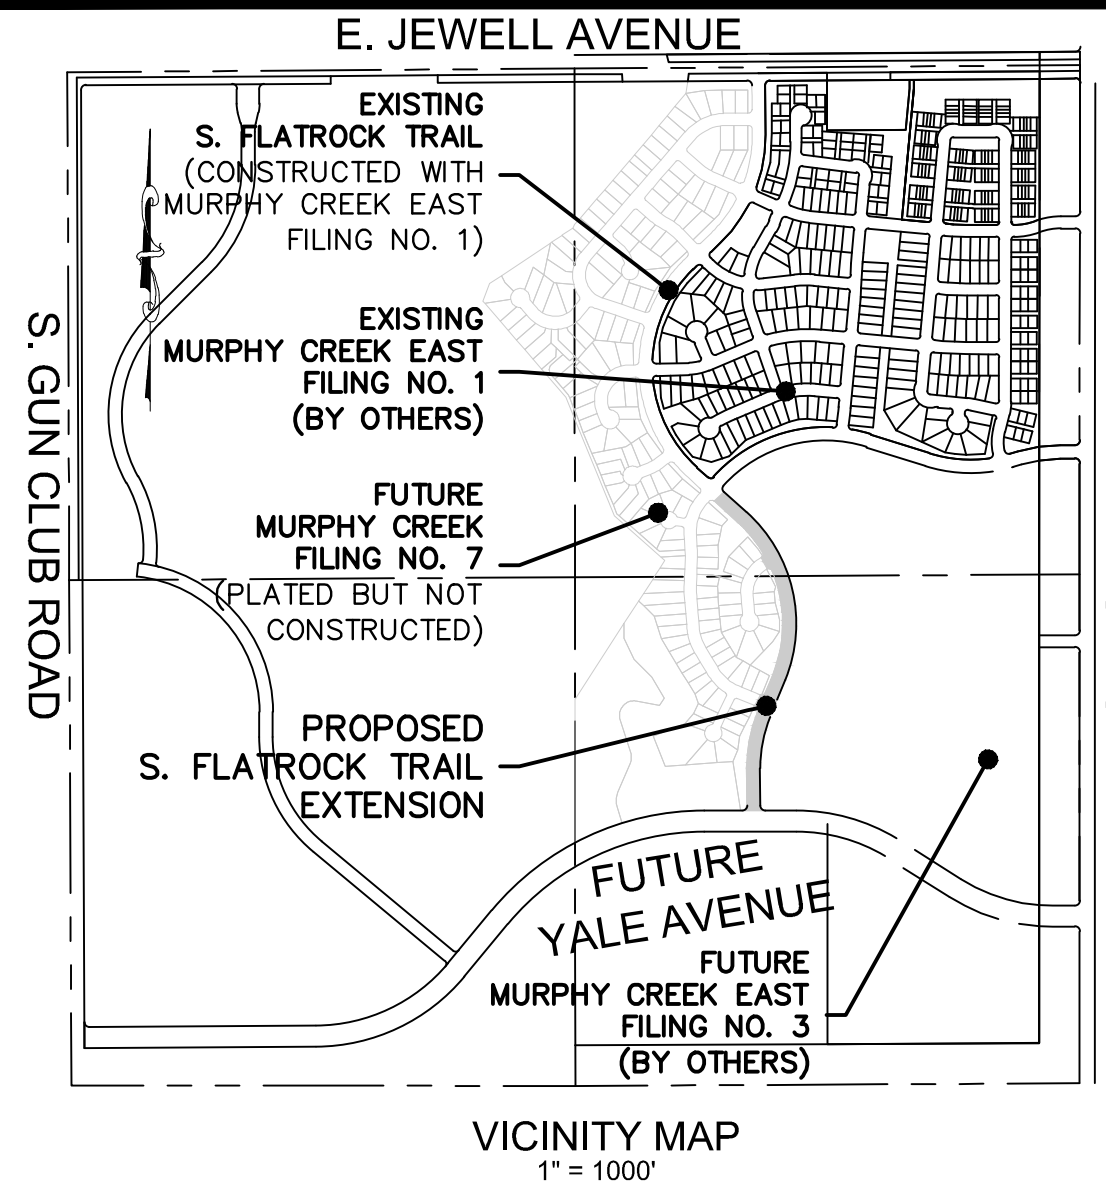 E. JEWELL AVENUE
EXISTING
S. FLATROCK TRAIL
(CONSTRUCTED WITH
MURPHY CREEK EAST
FILING NO. 1)
EXISTING
MURPHY CREEK EAST
FILING NO. 1
(BY OTHERS)
S. GUN CLUB ROAD
FUTURE
MURPHY CREEK
FILING NO. 7
(PLATED BUT NOT
CONSTRUCTED)
PROPOSED
S. FLATROCK TRAIL
EXTENSION
FUTURE
YALE AVENUE
FUTURE
MURPHY CREEK EAST
FILING NO. 3
(BY OTHERS)
VICINITY MAP
1" = 1000'